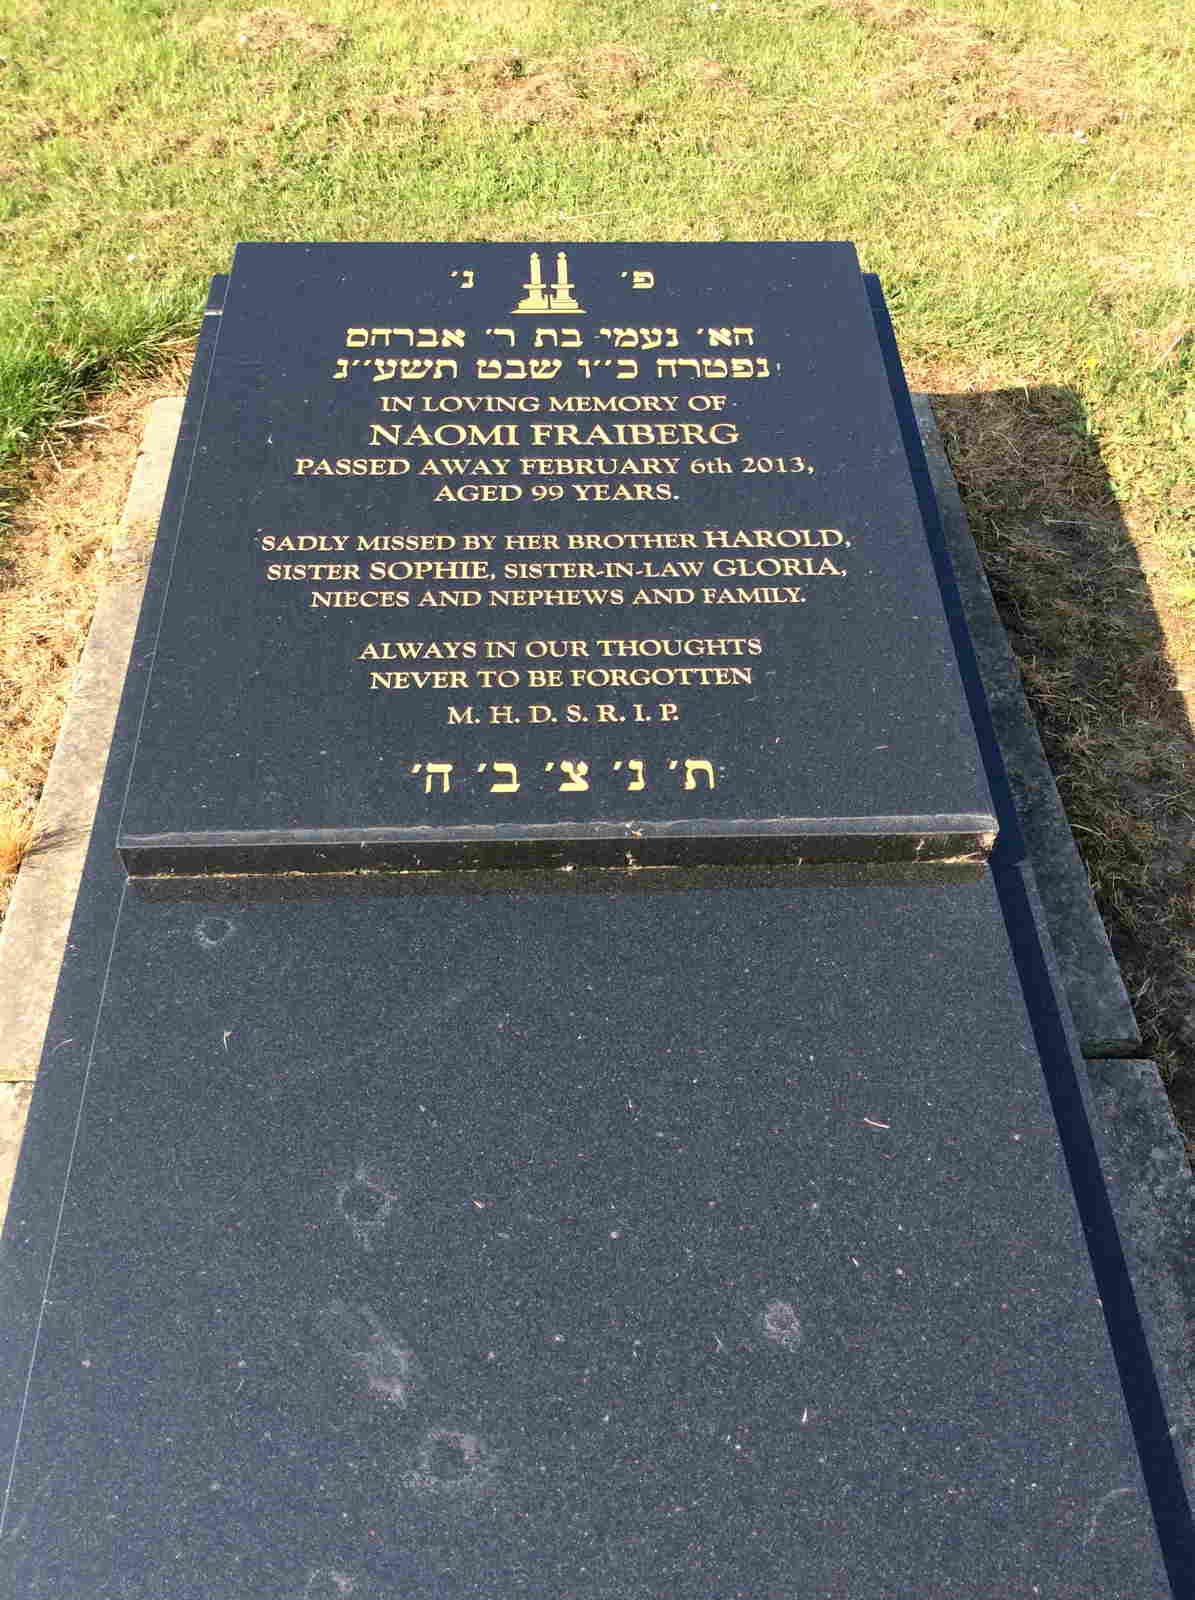 פ׳ נ׳
הא׳ נעמי בת ר׳ אברהם
נפטרה כ׳׳ו שבט תשע׳׳ג
IN LOVING MEMORY OF
NAOMI FRAIBERG
PASSED AWAY FEBRUARY 6th 2013,
AGED 99 YEARS.
SADLY MISSED BY HER BROTHER HAROLD,
SISTER SOPHIE, SISTER-IN-LAW GLORIA,
NIECES AND NEPHEWS AND FAMILY.
ALWAYS IN OUR THOUGHTS
NEVER TO BE FORGOTTEN
M. H. D. S. R. I. P.
ת׳ נ׳ צ׳ ב׳ ה׳